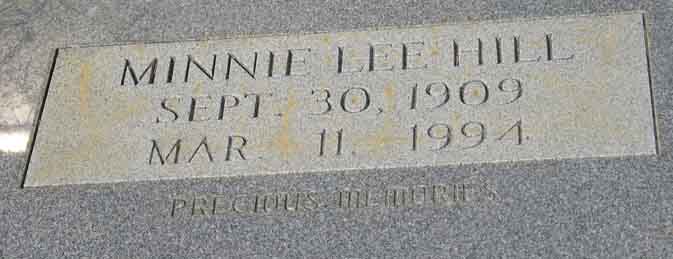 MINNIE LEE HILL
SEPT. 30, 1909
MAR. 11, 1994
PRECIOUS MEMORIES